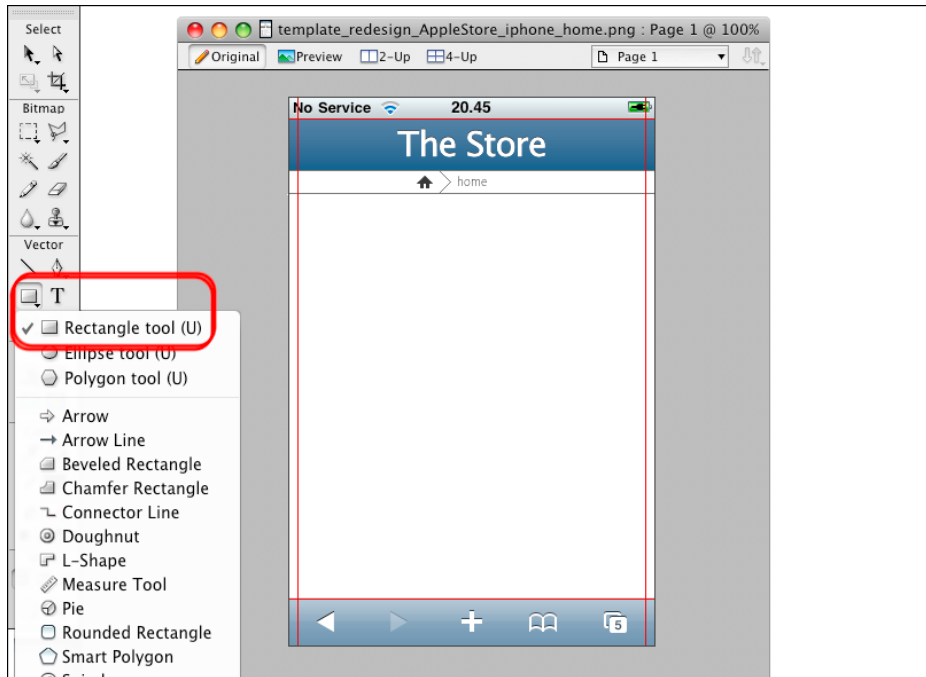 Select
template_redesign_AppleStore_iphone_home.png : Page 1 @ 100%
Original Preview 2-Up 4-Up Page 1
Bitmap
No Service 20.45
The Store
home
Vector
T
Rectangle tool (U)
Ellipse tool (U)
Polygon tool (U)
Arrow
Arrow Line
Beveled Rectangle
Chamfer Rectangle
Connector Line
Doughnut
L-Shape
Measure Tool
Pie
Rounded Rectangle
Smart Polygon
5